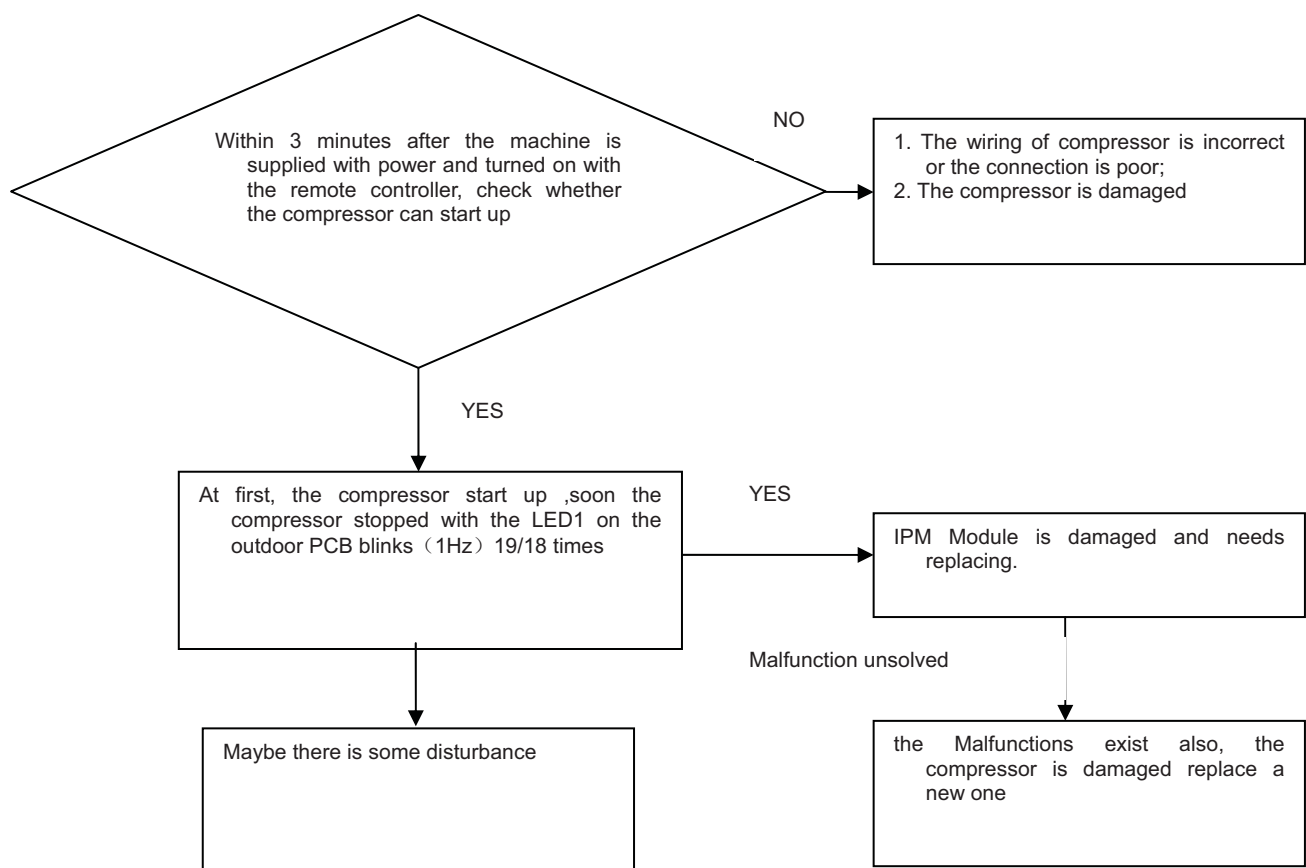 Within 3 minutes after the machine is
supplied with power and turned on with
the remote controller, check whether
the compressor can start up
NO
1. The wiring of compressor is incorrect
or the connection is poor;
2. The compressor is damaged
YES
At first, the compressor start up ,soon the
compressor stopped with the LED1 on the
outdoor PCB blinks（1Hz）19/18 times
YES
IPM Module is damaged and needs
replacing.
Malfunction unsolved
Maybe there is some disturbance
the Malfunctions exist also, the
compressor is damaged replace a
new one